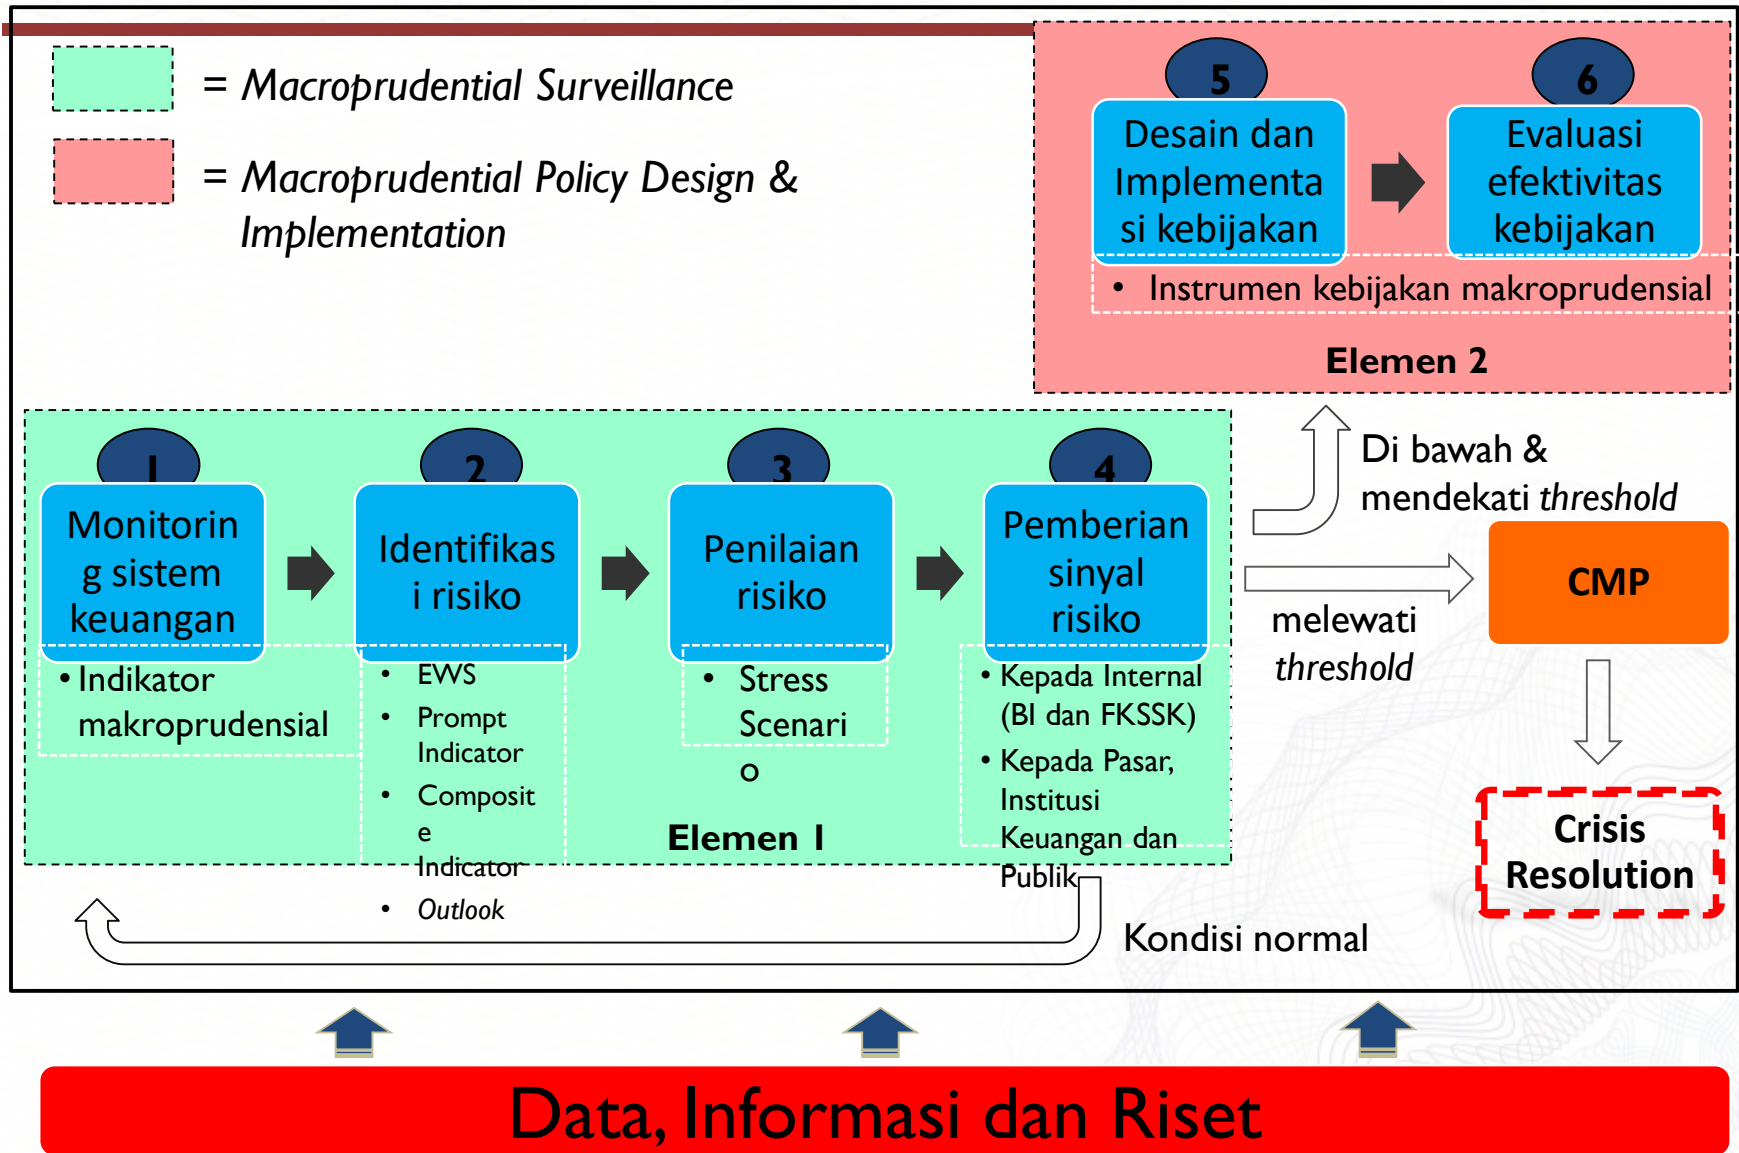 = Macroprudential Surveillance
= Macroprudential Policy Design &
Implementation
5
Desain dan
Implementa
si kebijakan
6
Evaluasi
efektivitas
kebijakan
• Instrumen kebijakan makroprudensial
Elemen 2
1
Monitorin
g sistem
keuangan
• Indikator
makroprudensial
2
Identifikas
i risiko
• EWS
• Prompt
Indicator
• Composit
e
Indicator
• Outlook
3
Penilaian
risiko
• Stress
Scenari
o
4
Pemberian
sinyal
risiko
• Kepada Internal
(BI dan FKSSK)
• Kepada Pasar,
Institusi
Keuangan dan
Publik
Elemen 1
Di bawah &
mendekati threshold
melewati
threshold
CMP
Crisis
Resolution
Kondisi normal
Data, Informasi dan Riset